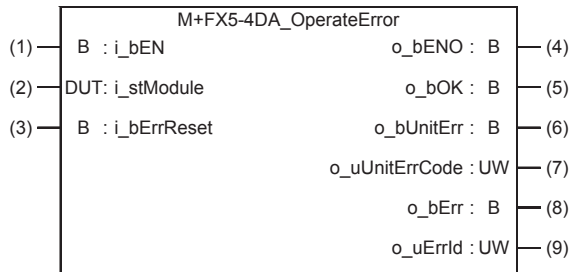 M+FX5-4DA_OperateError
(1) B : i_bEN o_bENO : B (4)
(2) DUT: i_stModule o_bOK : B (5)
(3) B : i_bErrReset o_bUnitErr : B (6)
o_uUnitErrCode : UW (7)
o_bErr : B (8)
o_uErrId : UW (9)